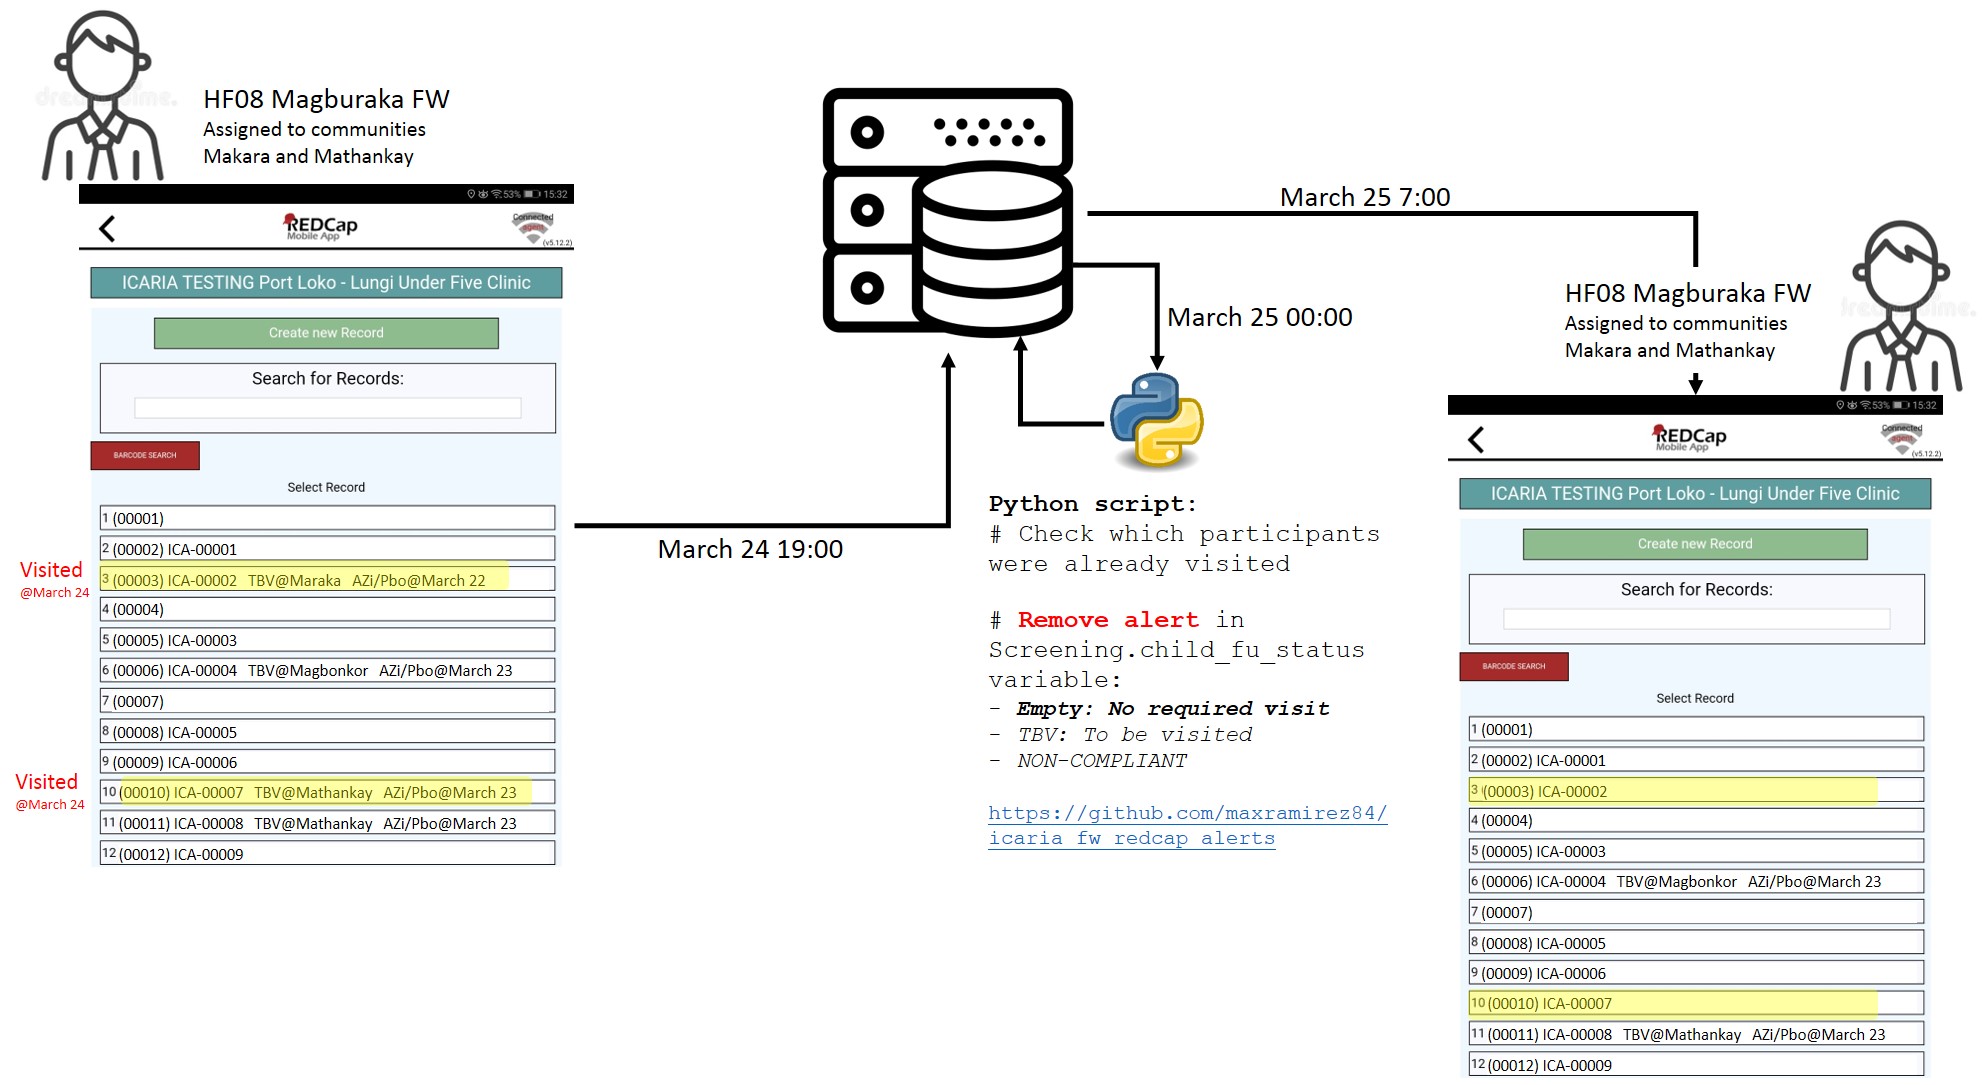 HF08 Magburaka FW
Assigned to communities
Makara and Mathankay
dreamstime.
53% 15:32
REDCap
Mobile App
Connected
agent
(v5.12.2)
ICARIA TESTING Port Loko - Lungi Under Five Clinic
Create new Record
Search for Records:
BARCODE SEARCH
Select Record
1 (00001)
2 (00002) ICA-00001
Visited
@March 24
3 (00003) ICA-00002 TBV@Maraka AZi/Pbo@March 22
4 (00004)
5 (00005) ICA-00003
6 (00006) ICA-00004 TBV@Magbonkor AZi/Pbo@March 23
7 (00007)
8 (00008) ICA-00005
9 (00009) ICA-00006
Visited
@March 24
10 (00010) ICA-00007 TBV@Mathankay AZi/Pbo@March 23
11 (00011) ICA-00008 TBV@Mathankay AZi/Pbo@March 23
12 (00012) ICA-00009
March 24 19:00
March 25 00:00
March 25 7:00
Python script:
# Check which participants
were already visited
# Remove alert in
Screening.child_fu_status
variable:
- Empty: No required visit
- TBV: To be visited
- NON-COMPLIANT
https://github.com/maxramirez84/
icaria_fw_redcap_alerts
HF08 Magburaka FW
Assigned to communities
Makara and Mathankay
dreamstime.
53% 15:32
REDCap
Mobile App
Connected
agent
(v5.12.2)
ICARIA TESTING Port Loko - Lungi Under Five Clinic
Create new Record
Search for Records:
BARCODE SEARCH
Select Record
1 (00001)
2 (00002) ICA-00001
3 (00003) ICA-00002
4 (00004)
5 (00005) ICA-00003
6 (00006) ICA-00004 TBV@Magbonkor AZi/Pbo@March 23
7 (00007)
8 (00008) ICA-00005
9 (00009) ICA-00006
10 (00010) ICA-00007
11 (00011) ICA-00008 TBV@Mathankay AZi/Pbo@March 23
12 (00012) ICA-00009